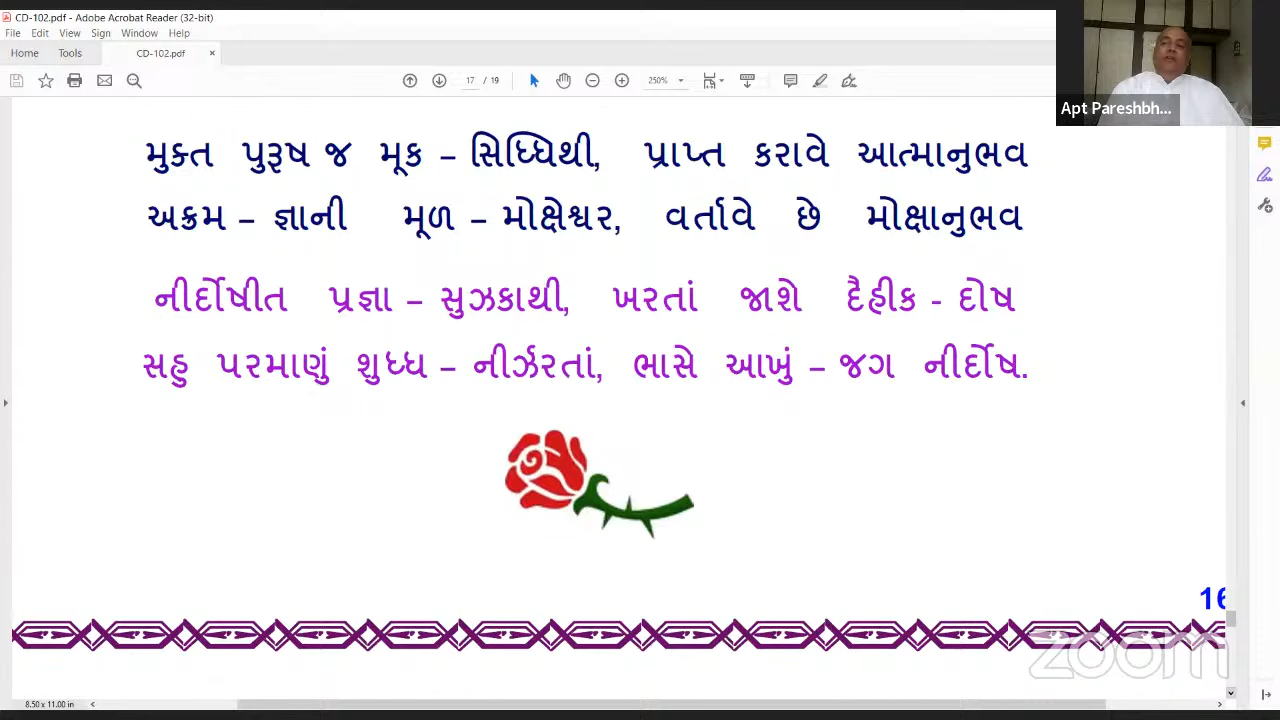 CD-102.pdf - Adobe Acrobat Reader (32-bit)
File Edit View Sign Window Help
Home Tools CD-102.pdf ×
17 / 19 250%
Apt Pareshbh...
મુક્ત પુરૂષ જ મૂક – સિધ્ધિથી, પ્રાપ્ત કરાવે આત્માનુભવ
અક્રમ – જ્ઞાની મૂળ – મોક્ષેશ્વર, વર્તાવે છે મોક્ષાનુભવ
નીર્દોષીત પ્રજ્ઞા – સુઝકાથી, ખરતાં જાશે દૈહીક - દોષ
સહુ પરમાણું શુધ્ધ – નીર્ઝરતાં, ભાસે આખું – જગ નીર્દોષ.
16
zoom
8.50 x 11.00 in